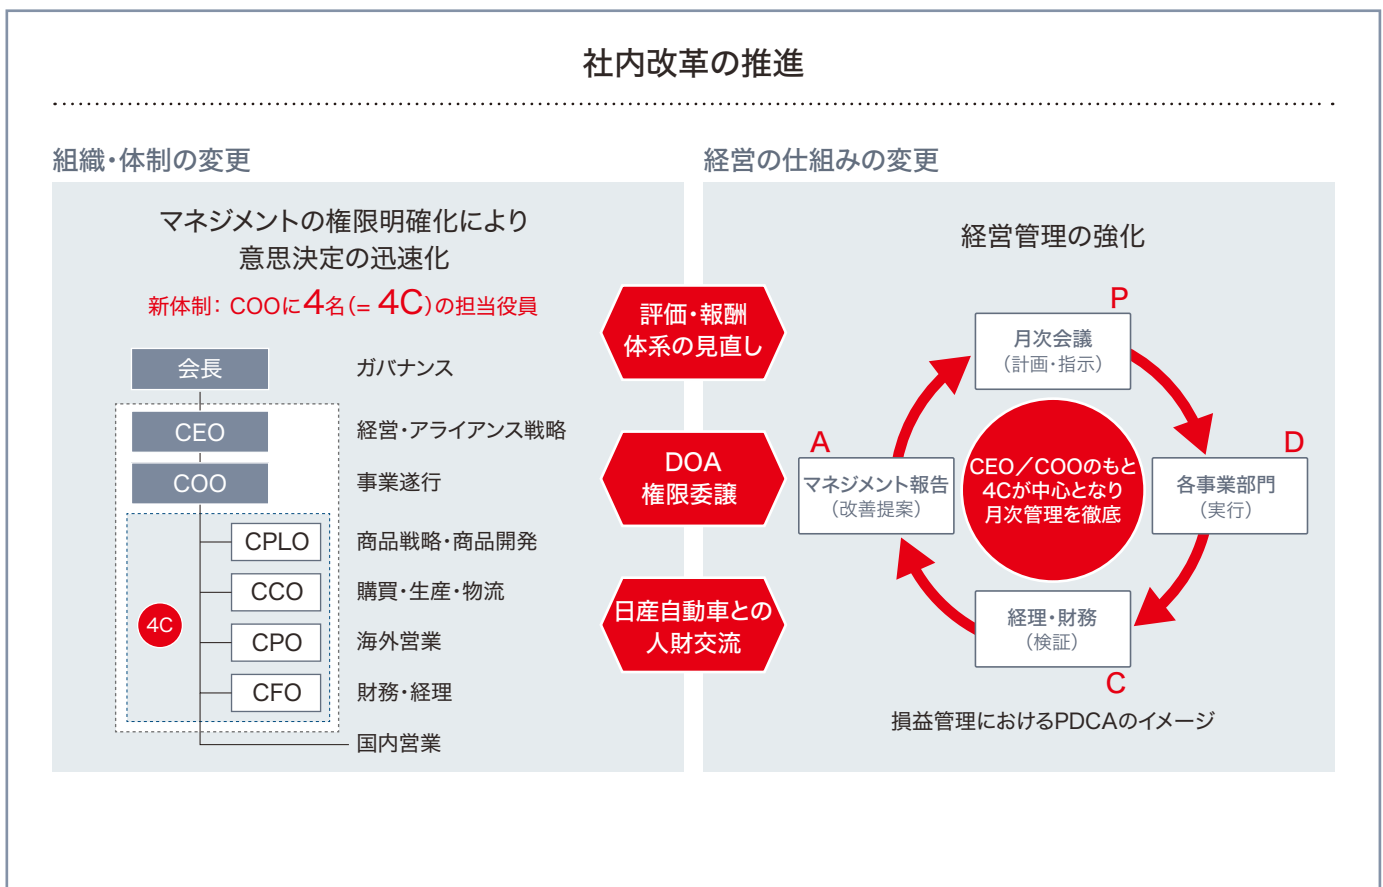 社内改革の推進
組織・体制の変更
マネジメントの権限明確化により
意思決定の迅速化
新体制：COOに4名（= 4C）の担当役員
会長
ガバナンス
CEO
経営・アライアンス戦略
COO
事業遂行
CPLO
商品戦略・商品開発
CCO
購買・生産・物流
4C
CPO
海外営業
CFO
財務・経理
国内営業
評価・報酬
体系の見直し
DOA
権限委譲
日産自動車との
人財交流
経営の仕組みの変更
経営管理の強化
P
月次会議
（計画・指示）
D
各事業部門
（実行）
CEO／COOのもと
4Cが中心となり
月次管理を徹底
A
マネジメント報告
（改善提案）
経理・財務
（検証）
C
損益管理におけるPDCAのイメージ